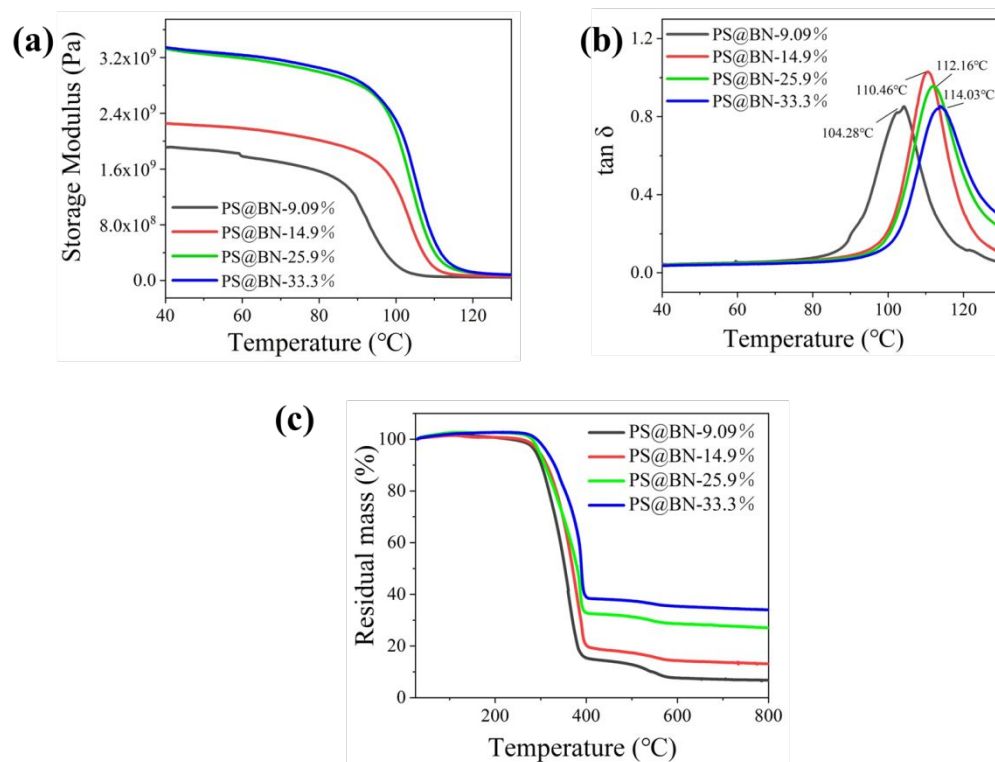 (a)
Storage Modulus (Pa)
3.2x10⁹
2.4x10⁹
1.6x10⁹
8.0x10⁸
0.0
PS@BN-9.09%
PS@BN-14.9%
PS@BN-25.9%
PS@BN-33.3%
40 60 80 100 120
Temperature (℃)
(b)
tan δ
1.2
0.8
0.4
0.0
PS@BN-9.09%
PS@BN-14.9%
PS@BN-25.9%
PS@BN-33.3%
112.16℃
110.46℃
114.03℃
104.28℃
40 60 80 100 120
Temperature (℃)
(c)
Residual mass (%)
100
80
60
40
20
0
PS@BN-9.09%
PS@BN-14.9%
PS@BN-25.9%
PS@BN-33.3%
200 400 600 800
Temperature (℃)